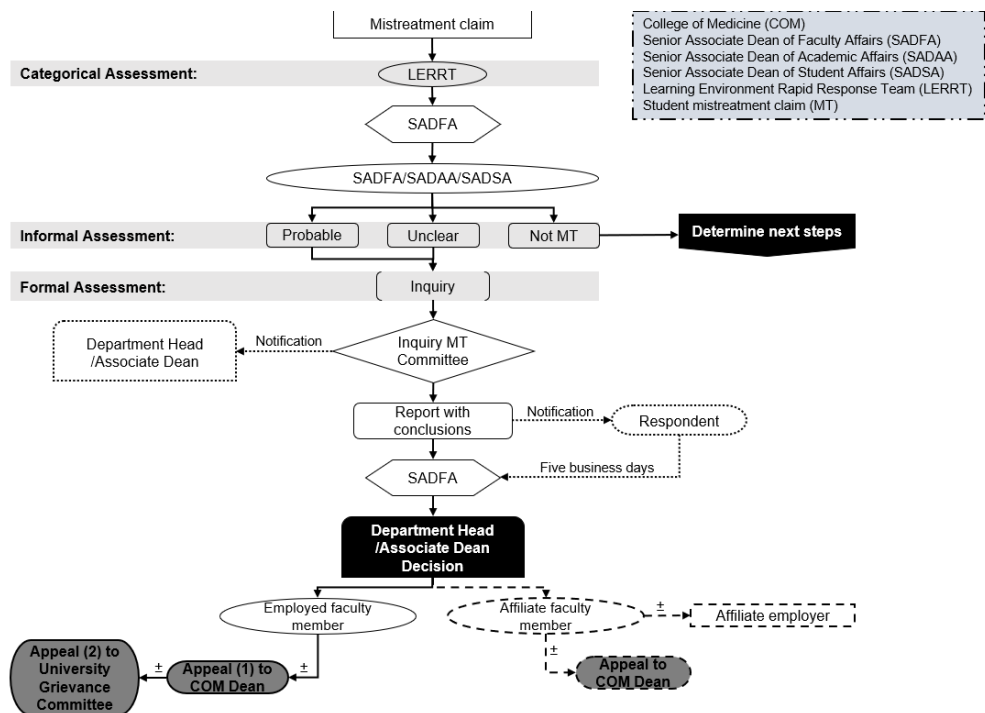 Mistreatment claim
College of Medicine (COM)
Senior Associate Dean of Faculty Affairs (SADFA)
Senior Associate Dean of Academic Affairs (SADAA)
Senior Associate Dean of Student Affairs (SADSA)
Learning Environment Rapid Response Team (LERRT)
Student mistreatment claim (MT)
Categorical Assessment:
LERRT
SADFA
SADFA/SADAA/SADSA
Informal Assessment:
Probable
Unclear
Not MT
Determine next steps
Formal Assessment:
Inquiry
Department Head
/Associate Dean
Notification
Inquiry MT
Committee
Report with
conclusions
Notification
Respondent
SADFA
Five business days
Department Head
/Associate Dean
Decision
Employed faculty
member
Affiliate faculty
member
±
Affiliate employer
Appeal (2) to
University
Grievance
Committee
±
Appeal (1) to
COM Dean
±
±
Appeal to
COM Dean